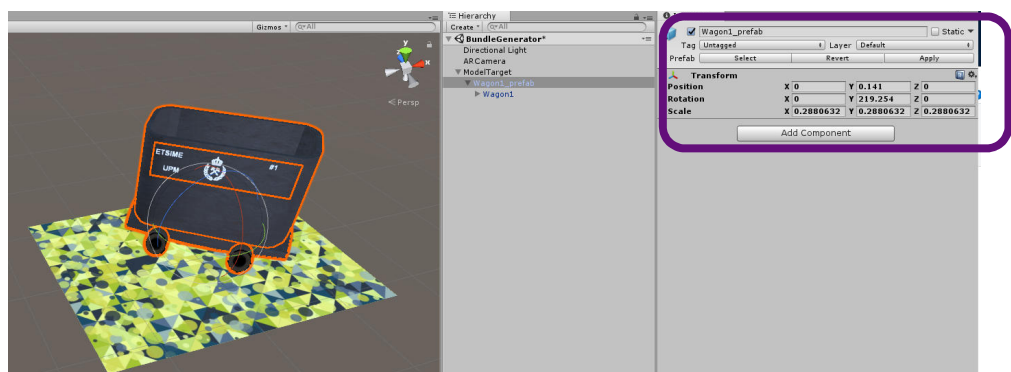 Gizmos All
y
x
Persp
ETSIME
UPM
#1
Hierarchy
Create All
BundleGenerator*
Directional Light
ARCamera
ModelTarget
Wagon1_prefab
Wagon1
Wagon1_prefab Static
Tag Untagged Layer Default
Prefab Select Revert Apply
Transform
Position X 0 Y 0.141 Z 0
Rotation X 0 Y 219.254 Z 0
Scale X 0.2880632 Y 0.2880632 Z 0.2880632
Add Component